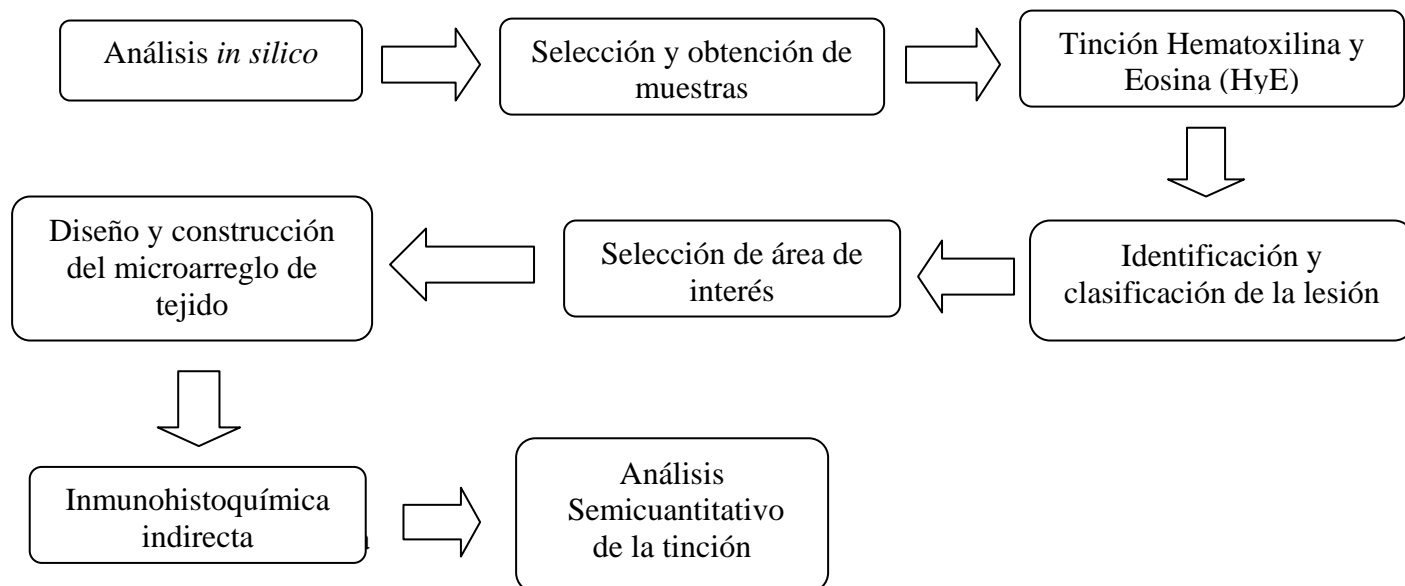 Análisis in silico
Selección y obtención de
muestras
Tinción Hematoxilina y
Eosina (HyE)
Identificación y
clasificación de la lesión
Selección de área de
interés
Diseño y construcción
del microarreglo de
tejido
Inmunohistoquímica
indirecta
Análisis
Semicuantitativo
de la tinción